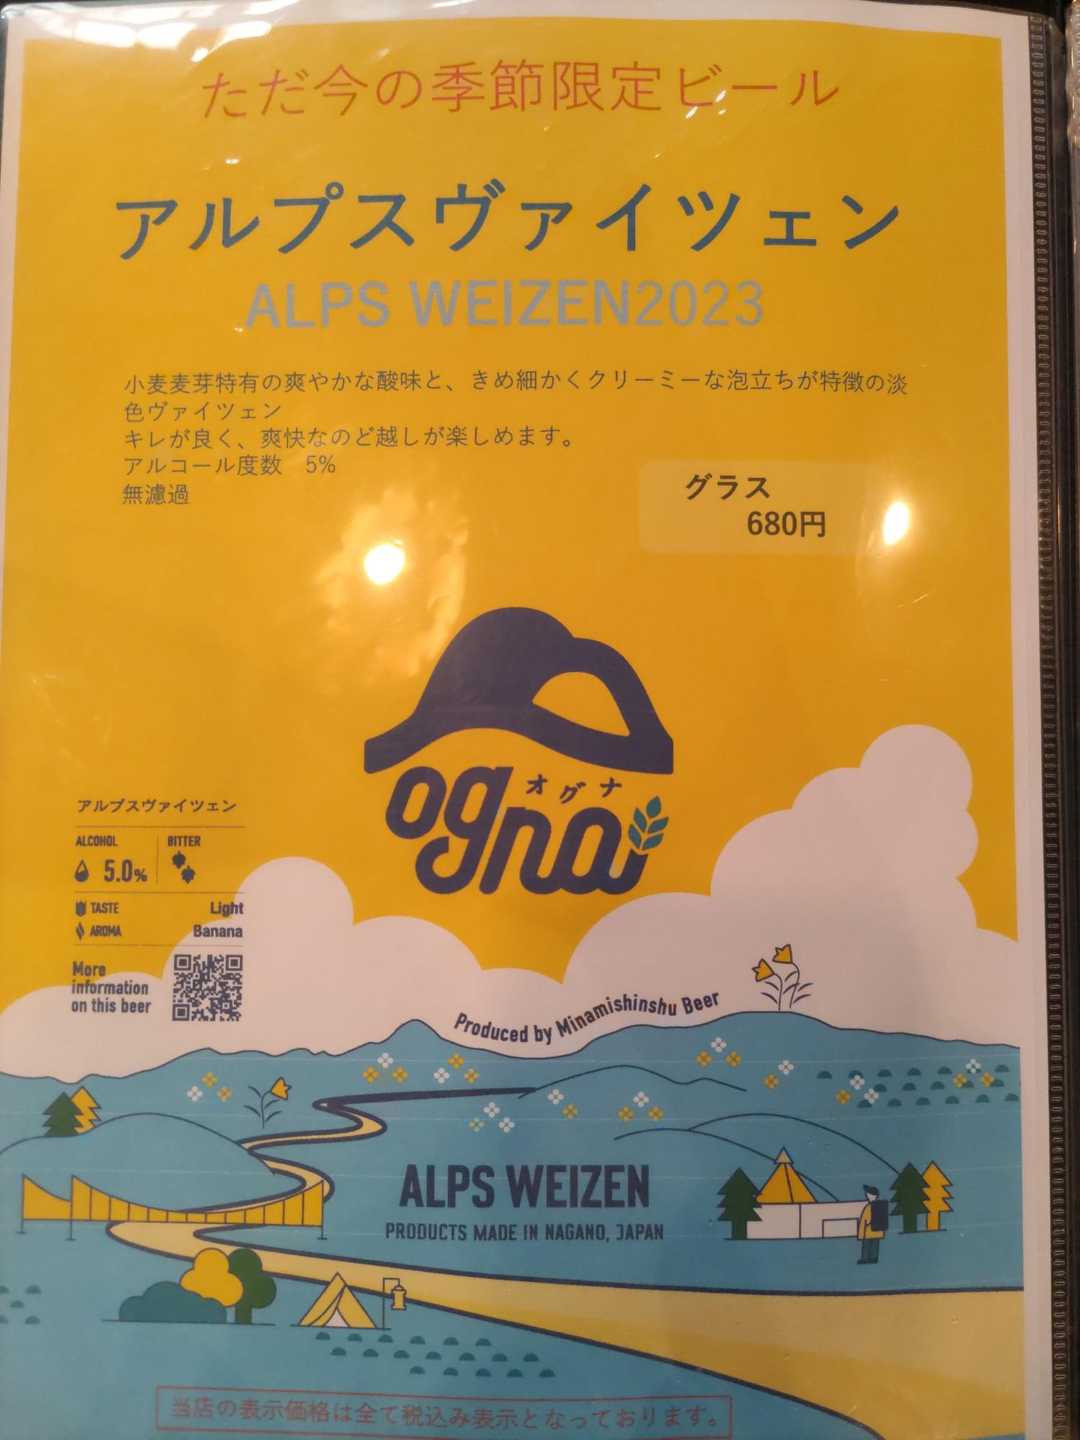 ただ今の季節限定ビール
アルプスヴァイツェン
ALPS WEIZEN2023
小麦麦芽特有の爽やかな酸味と、きめ細かくクリーミーな泡立ちが特徴の淡
色ヴァイツェン
キレが良く、爽快なのど越しが楽しめます。
アルコール度数　5%
無濾過
グラス
680円
オグナ
ogna
アルプスヴァイツェン
ALCOHOL
5.0%
BITTER
TASTE Light
AROMA Banana
More
information
on this beer
Produced by Minamishinshu Beer
ALPS WEIZEN
PRODUCTS MADE IN NAGANO, JAPAN
当店の表示価格は全て税込み表示となっております。